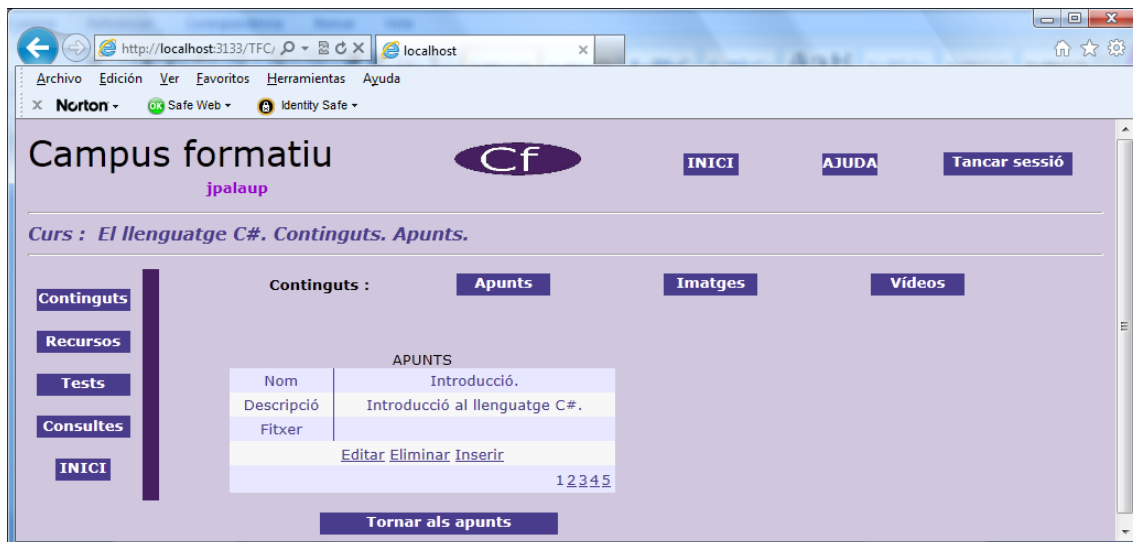 http://localhost:3133/TFC/
localhost
Archivo Edición Ver Favoritos Herramientas Ayuda
Norton OK Safe Web Identity Safe
Campus formatiu Cf INICI AJUDA Tancar sessió
jpalaup
Curs : El llenguatge C#. Continguts. Apunts.
Continguts : Apunts Imatges Vídeos
Continguts
Recursos
Tests
Consultes
INICI
APUNTS
Nom Introducció.
Descripció Introducció al llenguatge C#.
Fitxer
Editar Eliminar Inserir
12345
Tornar als apunts